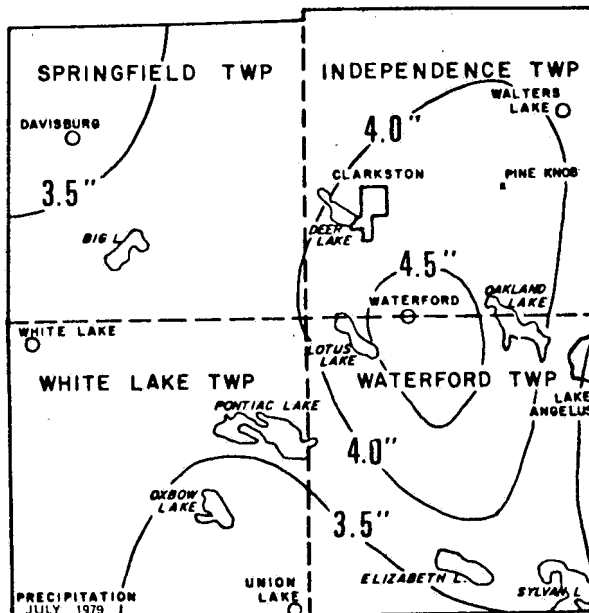 SPRINGFIELD TWP
INDEPENDENCE TWP
WALTERS
LAKE
DAVISBURG
4.0"
CLARKSTON
PINE KNOB
3.5"
DEER
LAKE
BIG L.
4.5"
OAKLAND
LAKE
WATERFORD
WHITE LAKE
LOTUS
LAKE
WHITE LAKE TWP
WATERFORD TWP
LAKE
ANGELUS
PONTIAC LAKE
4.0"
OXBOW
LAKE
3.5"
ELIZABETH L.
SYLVAN L.
UNION
LAKE
PRECIPITATION
JULY 1979